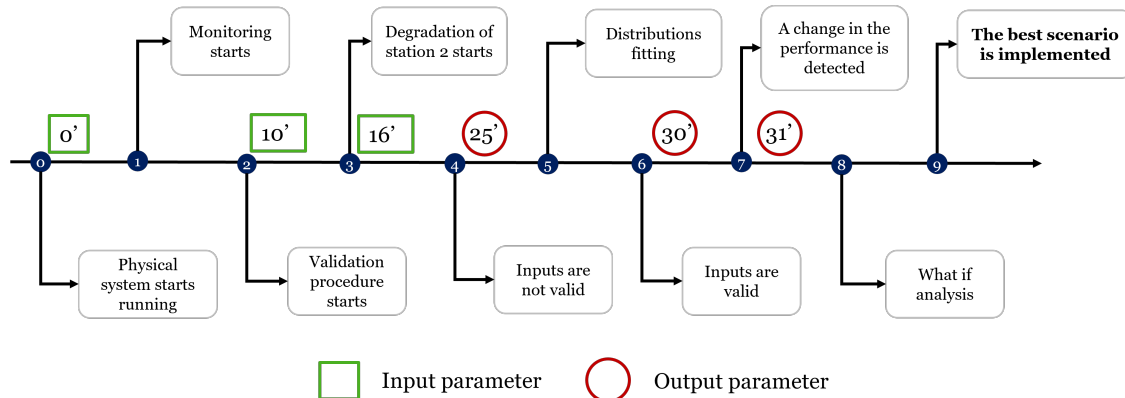 Monitoring
starts
Degradation of
station 2 starts
Distributions
fitting
A change in the
performance is
detected
The best scenario
is implemented
0’
10’
16’
25’
30’
31’
0
1
2
3
4
5
6
7
8
9
Physical
system starts
running
Validation
procedure
starts
Inputs are
not valid
Inputs are
valid
What if
analysis
Input parameter
Output parameter